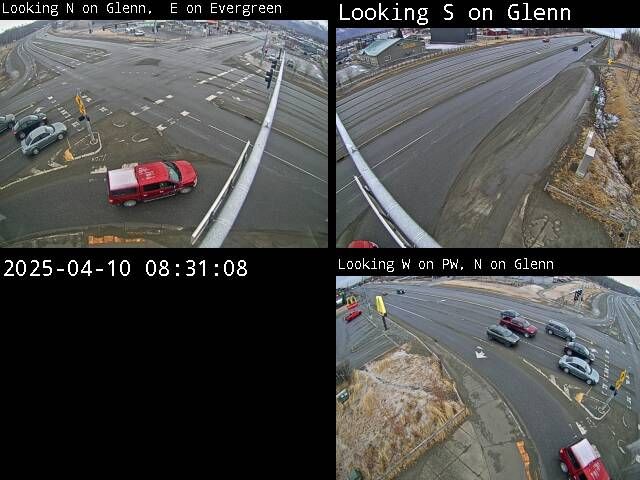 Looking N on Glenn,  E on Evergreen
Looking S on Glenn
2025-04-10 08:31:08
Looking W on PW, N on Glenn